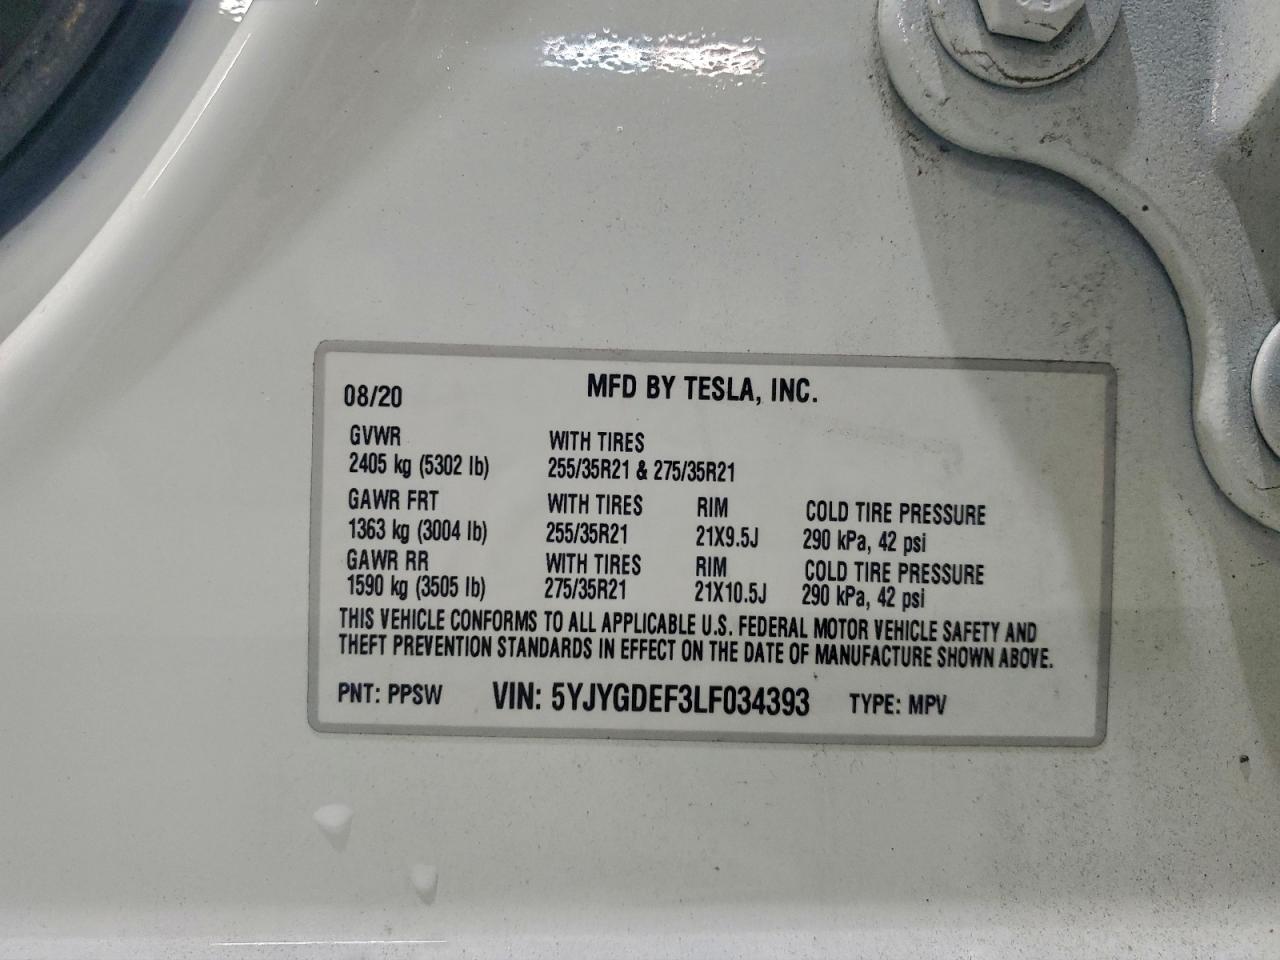 08/20 MFD BY TESLA, INC.
GVWR WITH TIRES
2405 kg (5302 lb) 255/35R21 & 275/35R21
GAWR FRT WITH TIRES RIM COLD TIRE PRESSURE
1363 kg (3004 lb) 255/35R21 21X9.5J 290 kPa, 42 psi
GAWR RR WITH TIRES RIM COLD TIRE PRESSURE
1590 kg (3505 lb) 275/35R21 21X10.5J 290 kPa, 42 psi
THIS VEHICLE CONFORMS TO ALL APPLICABLE U.S. FEDERAL MOTOR VEHICLE SAFETY AND
THEFT PREVENTION STANDARDS IN EFFECT ON THE DATE OF MANUFACTURE SHOWN ABOVE.
PNT: PPSW VIN: 5YJYGDEF3LF034393 TYPE: MPV